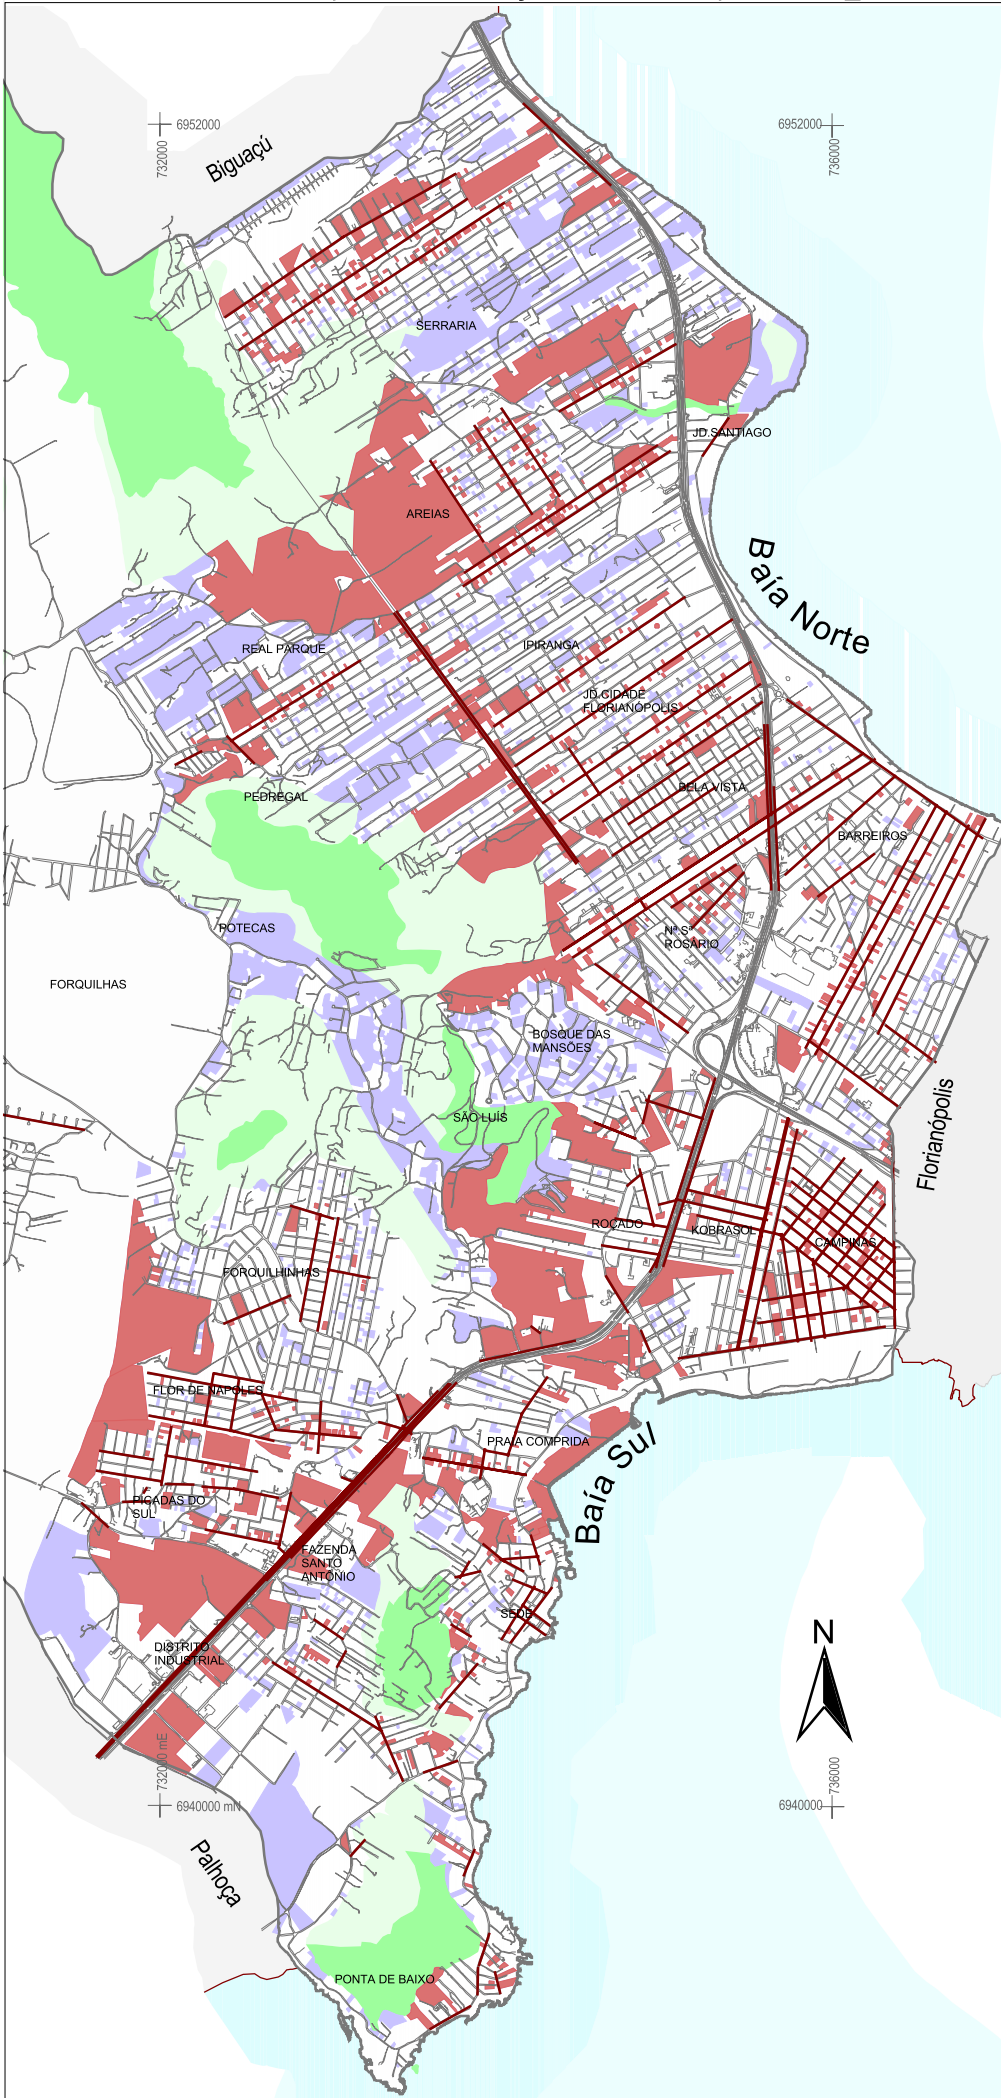 6952000
732000
6952000
736000
Biguaçú
SERRARIA
JD.SANTIAGO
AREIAS
Baía Norte
REAL PARQUE
IPIRANGA
JD.CIDADE
FLORIANÓPOLIS
PEDREGAL
BELA VISTA
BARREIROS
POTECAS
Nª Sª
ROSÁRIO
FORQUILHAS
BOSQUE DAS
MANSÕES
SÃO LUÍS
Florianópolis
ROÇADO
KOBRASOL
CAMPINAS
FORQUILHINHAS
FLOR DE NÁPOLES
PRAIA COMPRIDA
Baía Sul
PICADAS DO
SUL
FAZENDA
SANTO
ANTÔNIO
SEDE
N
DISTRITO
INDUSTRIAL
732000 mE
6940000 mN
736000
6940000
Palhoça
PONTA DE BAIXO